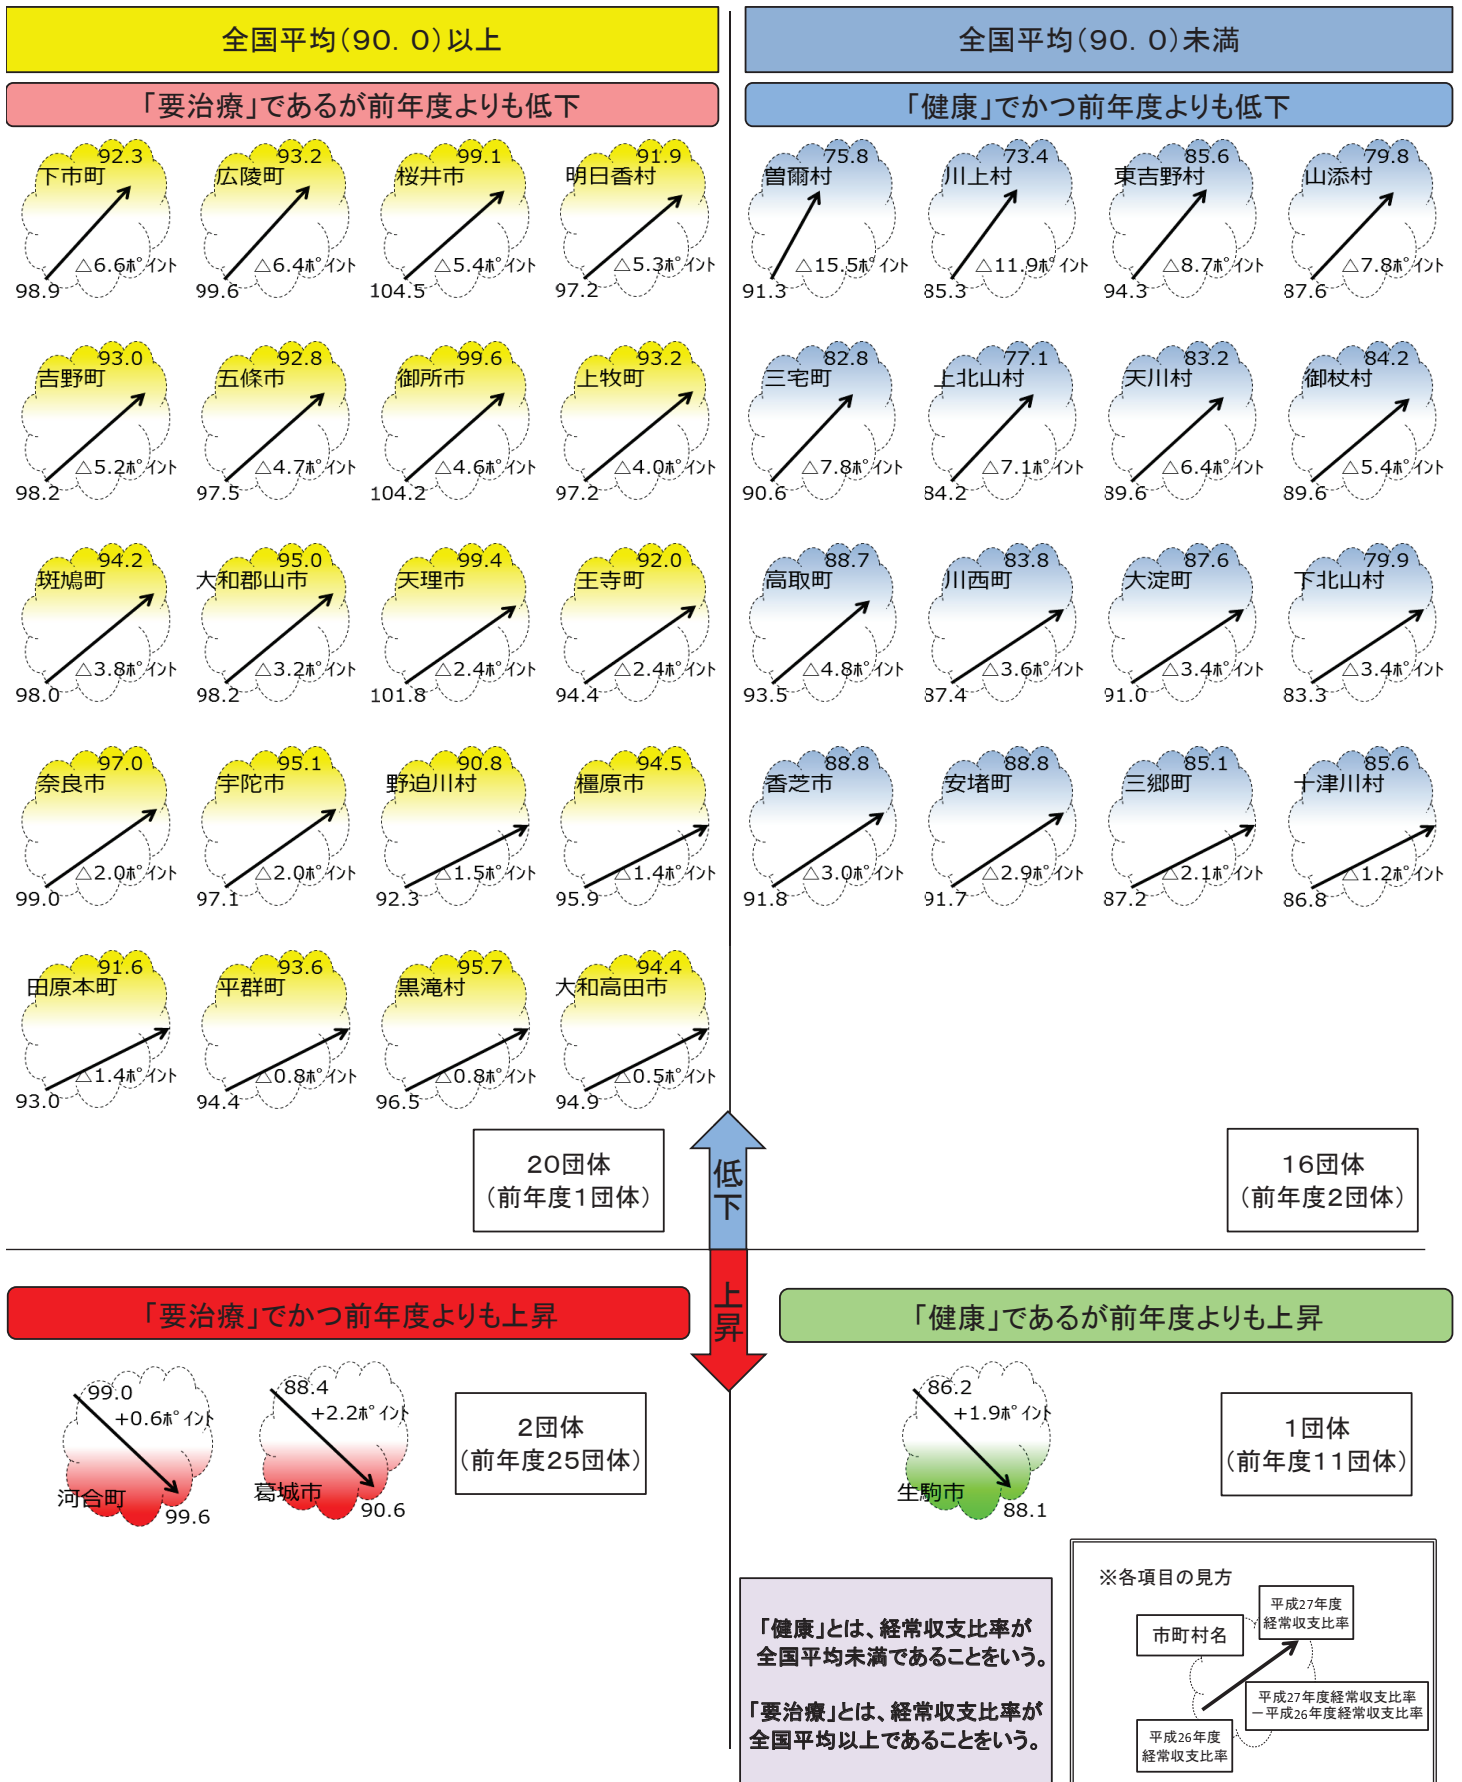 全国平均(90.0)以上
「要治療」であるが前年度よりも低下
92.3
下市町
△6.6ポイント
98.9
93.2
広陵町
△6.4ポイント
99.6
99.1
桜井市
△5.4ポイント
104.5
91.9
明日香村
△5.3ポイント
97.2
93.0
吉野町
△5.2ポイント
98.2
92.8
五條市
△4.7ポイント
97.5
99.6
御所市
△4.6ポイント
104.2
93.2
上牧町
△4.0ポイント
97.2
94.2
斑鳩町
△3.8ポイント
98.0
95.0
大和郡山市
△3.2ポイント
98.2
99.4
天理市
△2.4ポイント
101.8
92.0
王寺町
△2.4ポイント
94.4
97.0
奈良市
△2.0ポイント
99.0
95.1
宇陀市
△2.0ポイント
97.1
90.8
野迫川村
△1.5ポイント
92.3
94.5
橿原市
△1.4ポイント
95.9
91.6
田原本町
△1.4ポイント
93.0
93.6
平群町
△0.8ポイント
94.4
95.7
黒滝村
△0.8ポイント
96.5
94.4
大和高田市
△0.5ポイント
94.9
20団体
(前年度1団体)
全国平均(90.0)未満
「健康」でかつ前年度よりも低下
75.8
曽爾村
△15.5ポイント
91.3
73.4
川上村
△11.9ポイント
85.3
85.6
東吉野村
△8.7ポイント
94.3
79.8
山添村
△7.8ポイント
87.6
82.8
三宅町
△7.8ポイント
90.6
77.1
上北山村
△7.1ポイント
84.2
83.2
天川村
△6.4ポイント
89.6
84.2
御杖村
△5.4ポイント
89.6
88.7
高取町
△4.8ポイント
93.5
83.8
川西町
△3.6ポイント
87.4
87.6
大淀町
△3.4ポイント
91.0
79.9
下北山村
△3.4ポイント
83.3
88.8
香芝市
△3.0ポイント
91.8
88.8
安堵町
△2.9ポイント
91.7
85.1
三郷町
△2.1ポイント
87.2
85.6
十津川村
△1.2ポイント
86.8
16団体
(前年度2団体)
低下
上昇
「要治療」でかつ前年度よりも上昇
99.0
+0.6ポイント
河合町
99.6
88.4
+2.2ポイント
葛城市
90.6
2団体
(前年度25団体)
「健康」であるが前年度よりも上昇
86.2
+1.9ポイント
生駒市
88.1
1団体
(前年度11団体)
「健康」とは、経常収支比率が
全国平均未満であることをいう。
「要治療」とは、経常収支比率が
全国平均以上であることをいう。
※各項目の見方
平成27年度
経常収支比率
市町村名
平成27年度経常収支比率
－平成26年度経常収支比率
平成26年度
経常収支比率